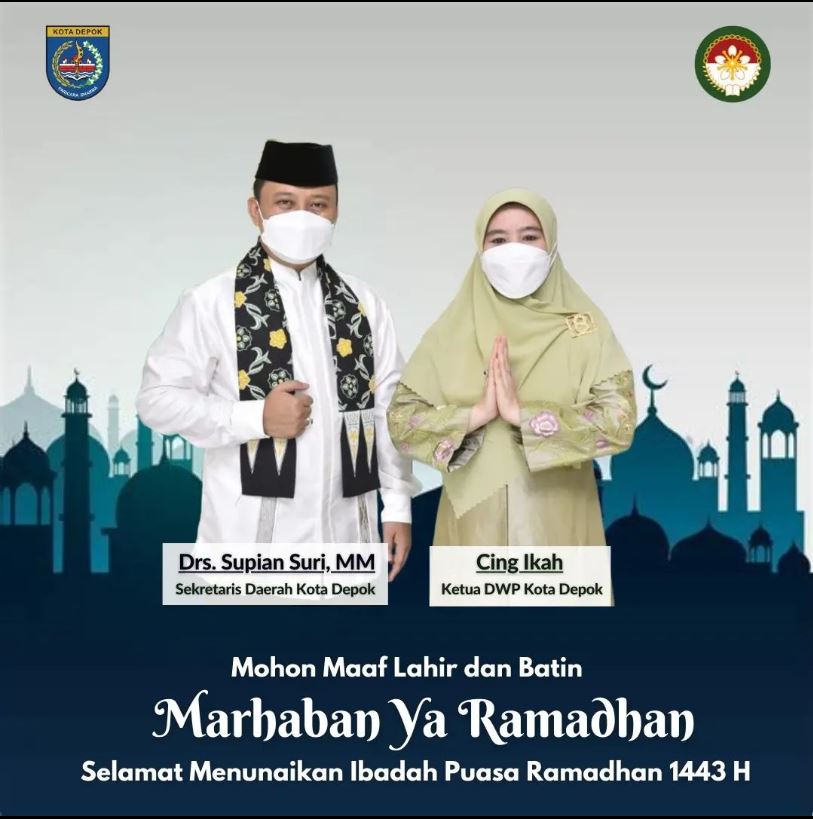 KOTA DEPOK
Drs. Supian Suri, MM
Sekretaris Daerah Kota Depok
Cing Ikah
Ketua DWP Kota Depok
Mohon Maaf Lahir dan Batin
Marhaban Ya Ramadhan
Selamat Menunaikan Ibadah Puasa Ramadhan 1443 H